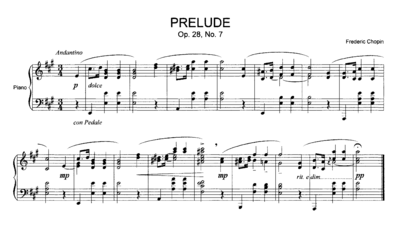 PRELUDE
Op. 28, No. 7
Frederic Chopin
Andantino
Piano
p dolce
con Pedale
mp
mp
rit. e dim.
pp